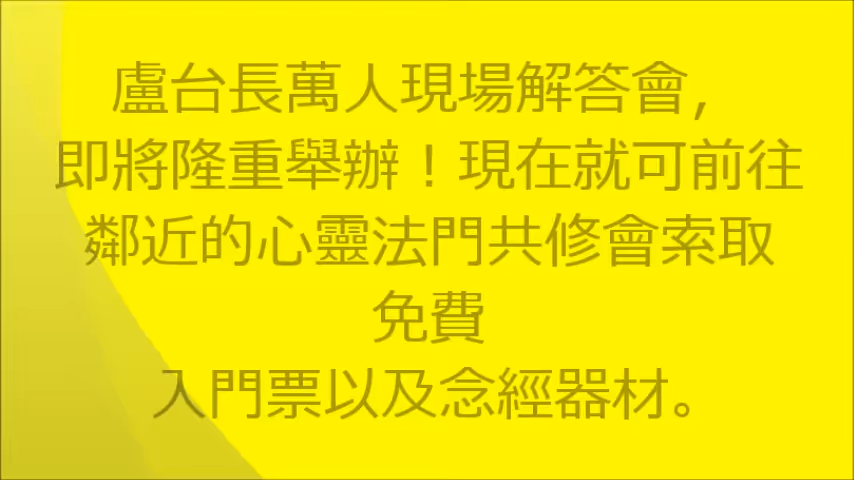 盧台長萬人現場解答會，
即將隆重舉辦！現在就可前往
鄰近的心靈法門共修會索取
免費
入門票以及念經器材。